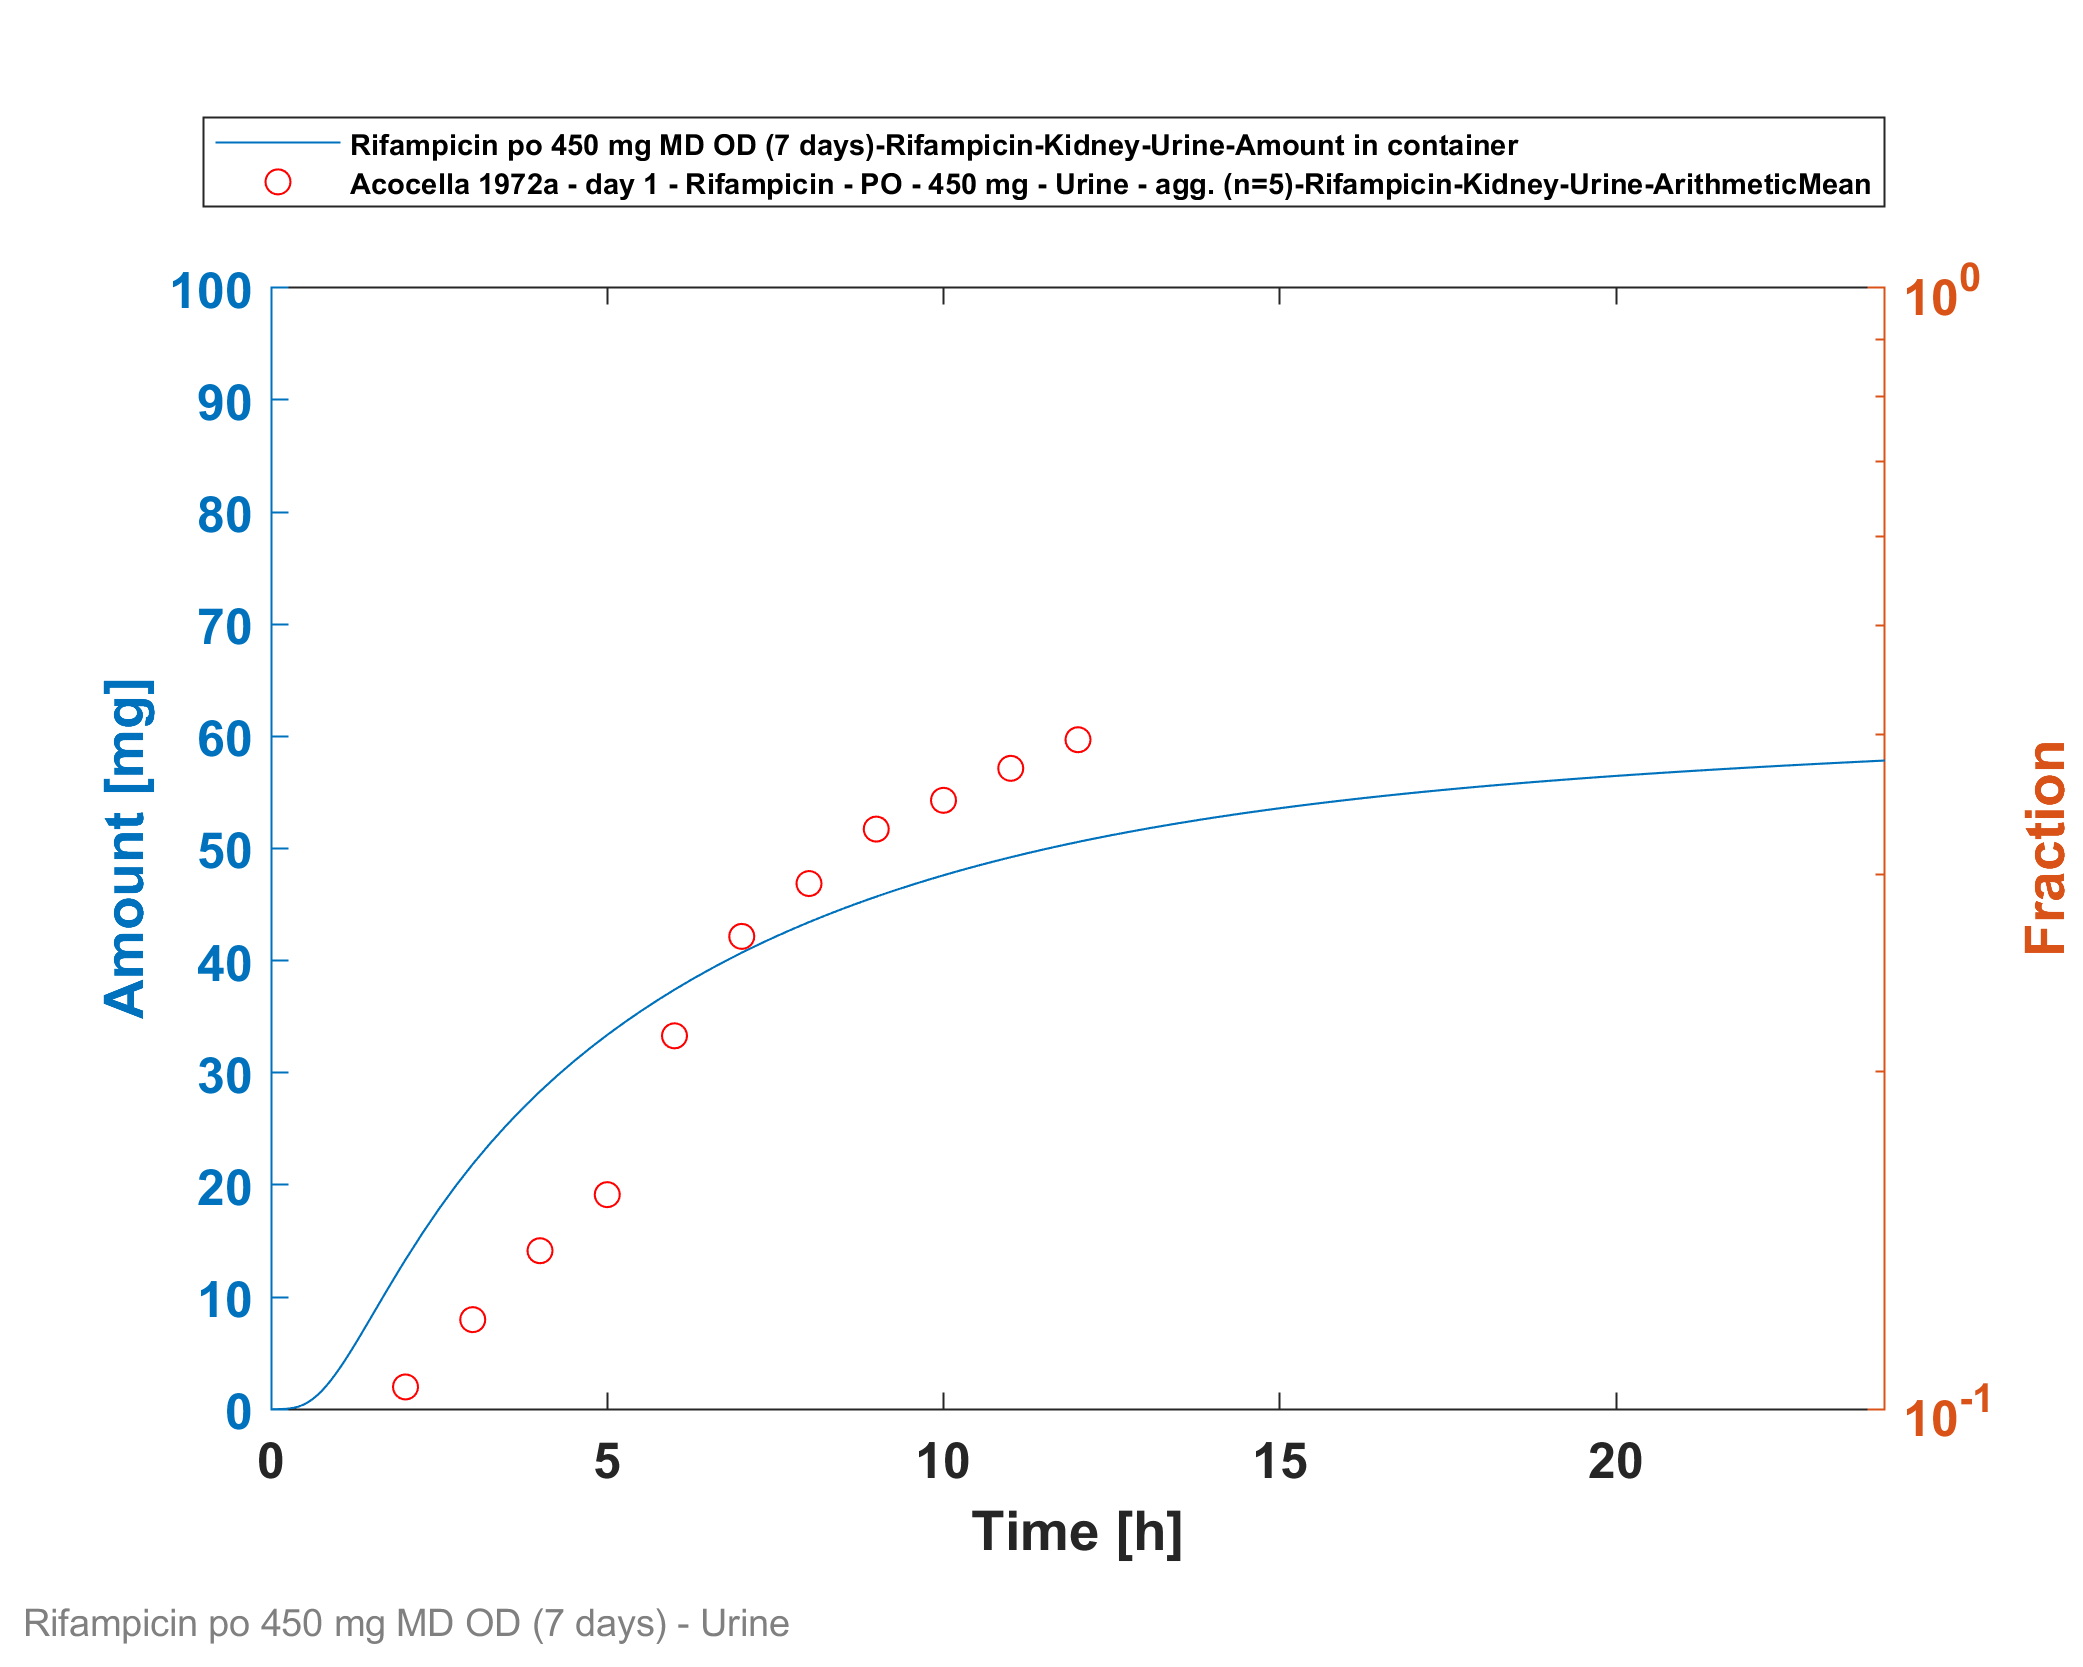 Rifampicin po 450 mg MD OD (7 days)-Rifampicin-Kidney-Urine-Amount in container
Acocella 1972a - day 1 - Rifampicin - PO - 450 mg - Urine - agg. (n=5)-Rifampicin-Kidney-Urine-ArithmeticMean
100
90
80
70
60
50
40
30
20
10
0
Amount [mg]
10^0
10^-1
Fraction
0 5 10 15 20
Time [h]
Rifampicin po 450 mg MD OD (7 days) - Urine